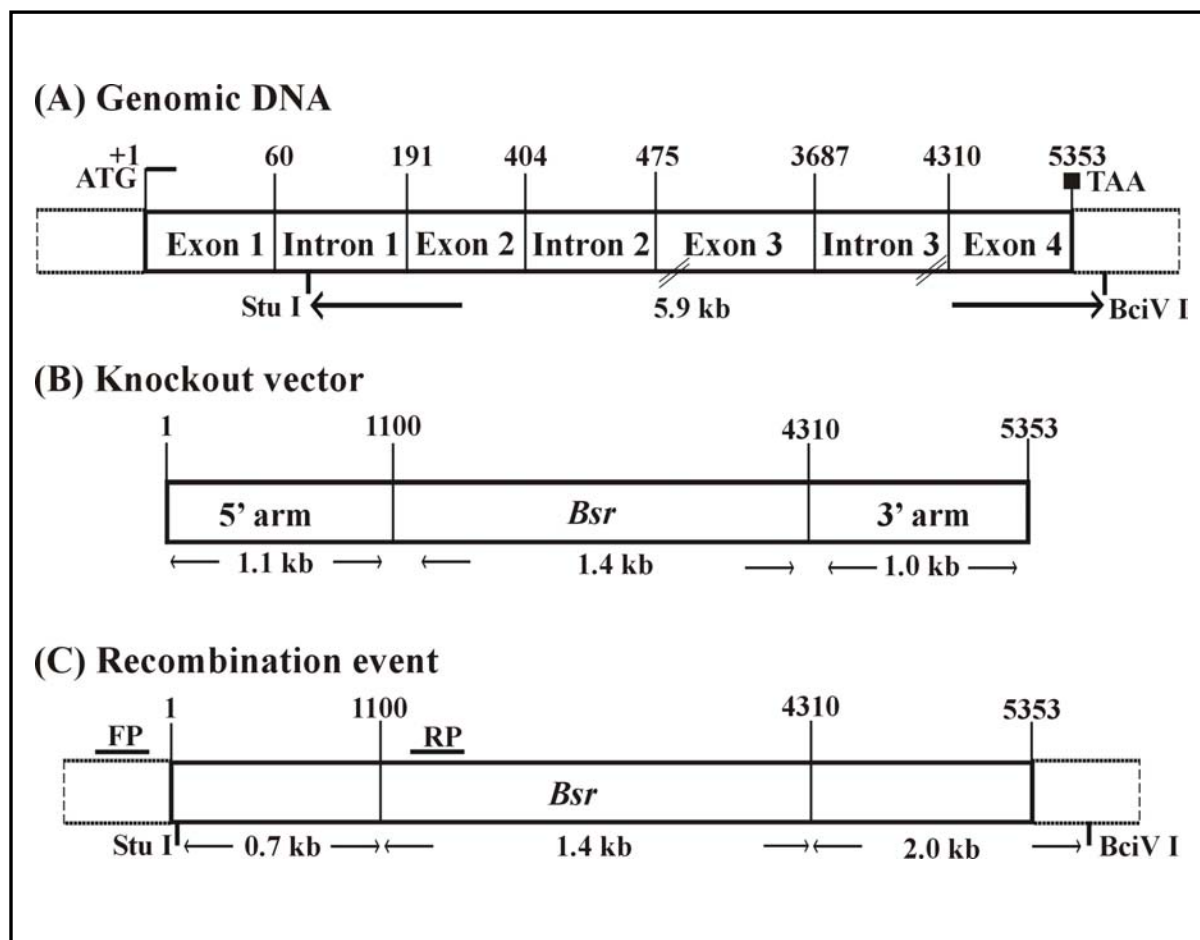 (A) Genomic DNA
+1 60 191 404 475 3687 4310 5353
ATG TAA
Exon 1 Intron 1 Exon 2 Intron 2 Exon 3 Intron 3 Exon 4
Stu I 5.9 kb BciV I
(B) Knockout vector
1 1100 4310 5353
5’ arm Bsr 3’ arm
1.1 kb 1.4 kb 1.0 kb
(C) Recombination event
1 1100 4310 5353
FP RP
Bsr
Stu I 0.7 kb 1.4 kb 2.0 kb BciV I